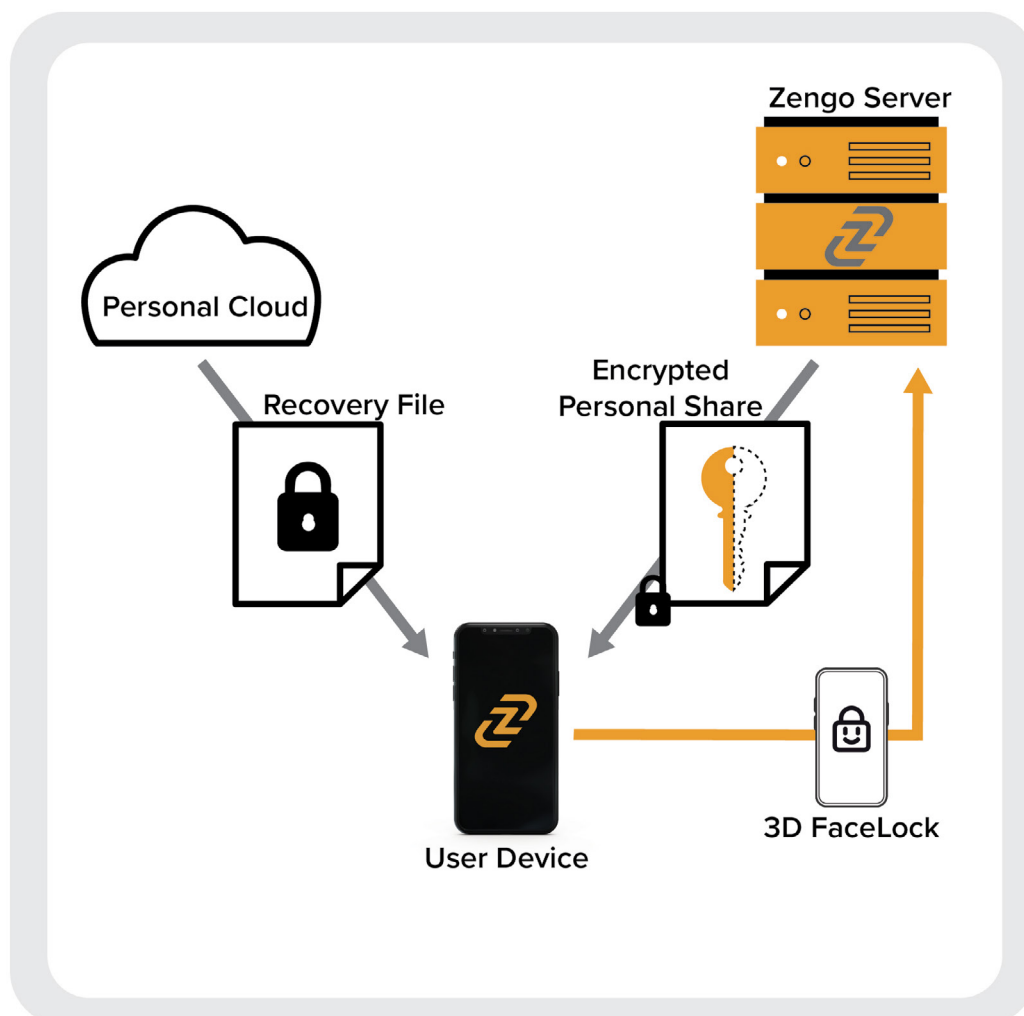 Zengo Server
Personal Cloud
Recovery File
Encrypted
Personal Share
User Device
3D FaceLock